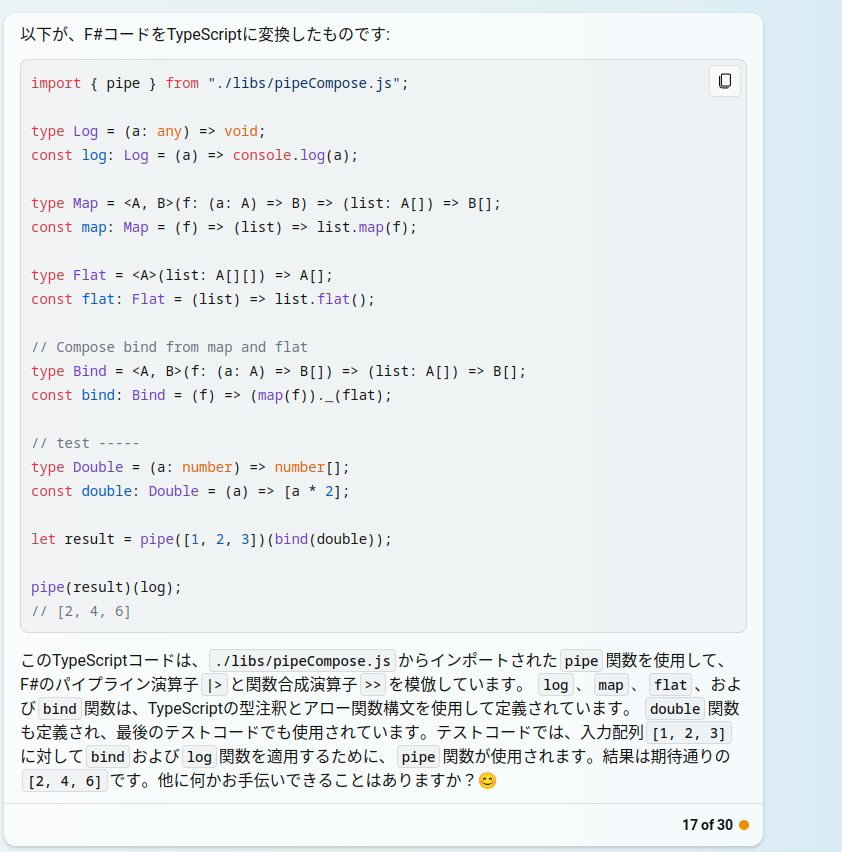 以下が、F#コードをTypeScriptに変換したものです:
import { pipe } from "./libs/pipeCompose.js";
type Log = (a: any) => void;
const log: Log = (a) => console.log(a);
type Map = <A, B>(f: (a: A) => B) => (list: A[]) => B[];
const map: Map = (f) => (list) => list.map(f);
type Flat = <A>(list: A[][]) => A[];
const flat: Flat = (list) => list.flat();
// Compose bind from map and flat
type Bind = <A, B>(f: (a: A) => B[]) => (list: A[]) => B[];
const bind: Bind = (f) => (map(f))._(flat);
// test -----
type Double = (a: number) => number[];
const double: Double = (a) => [a * 2];
let result = pipe([1, 2, 3])(bind(double));
pipe(result)(log);
// [2, 4, 6]
このTypeScriptコードは、 ./libs/pipeCompose.js からインポートされた pipe 関数を使用して、
F#のパイプライン演算子 |> と関数合成演算子 >> を模倣しています。 log 、 map 、 flat 、およ
び bind 関数は、TypeScriptの型注釈とアロー関数構文を使用して定義されています。 double 関数
も定義され、最後のテストコードでも使用されています。テストコードでは、入力配列 [1, 2, 3]
に対して bind および log 関数を適用するために、 pipe 関数が使用されます。結果は期待通りの
[2, 4, 6] です。他に何かお手伝いできることはありますか？😊
17 of 30